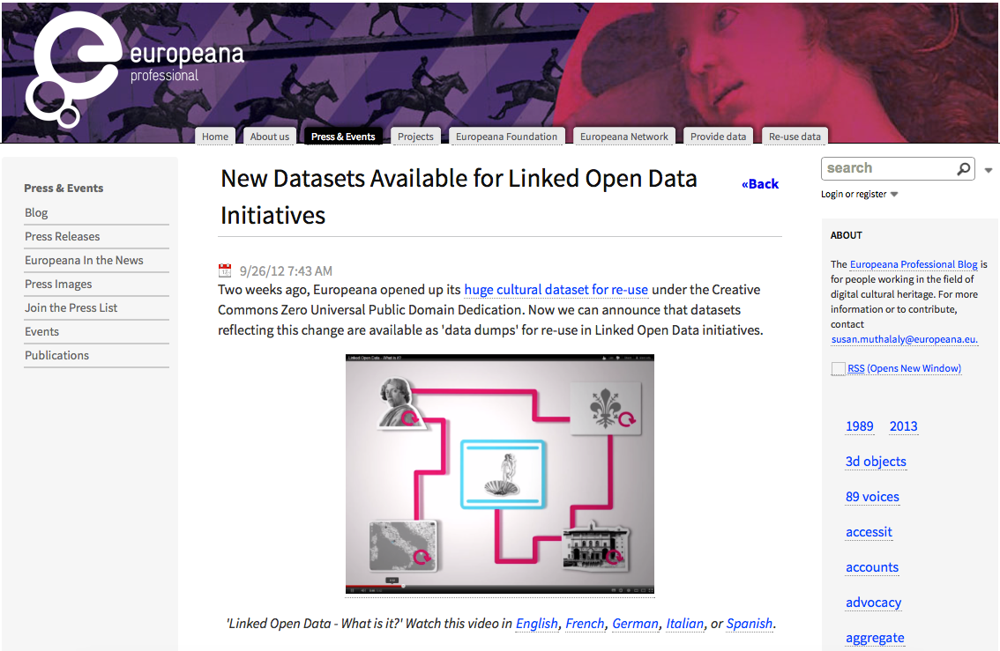 europeana
professional
Home
About us
Press & Events
Projects
Europeana Foundation
Europeana Network
Provide data
Re-use data
Press & Events
Blog
Press Releases
Europeana In the News
Press Images
Join the Press List
Events
Publications
New Datasets Available for Linked Open Data
Initiatives
«Back
9/26/12 7:43 AM
Two weeks ago, Europeana opened up its huge cultural dataset for re-use under the Creative
Commons Zero Universal Public Domain Dedication. Now we can announce that datasets
reflecting this change are available as 'data dumps' for re-use in Linked Open Data initiatives.
Linked Open Data - What is it?
'Linked Open Data - What is it?' Watch this video in English, French, German, Italian, or Spanish.
search
Login or register
ABOUT
The Europeana Professional Blog is
for people working in the field of
digital cultural heritage. For more
information or to contribute,
contact
susan.muthalaly@europeana.eu.
RSS (Opens New Window)
1989 2013
3d objects
89 voices
accessit
accounts
advocacy
aggregate